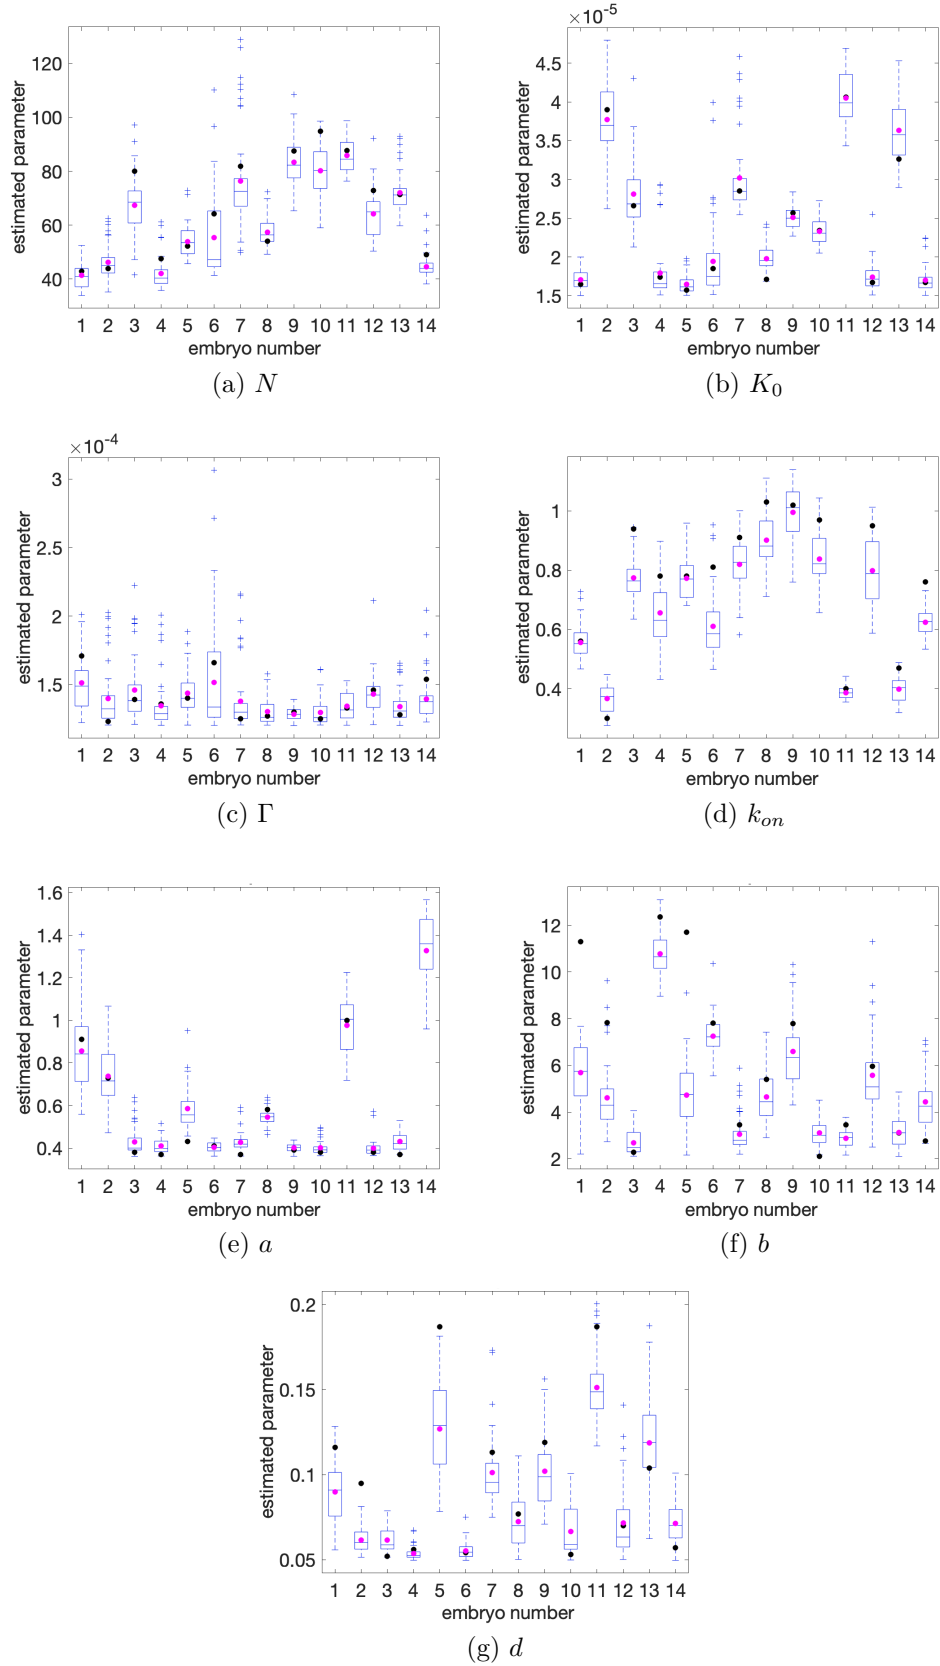 ×10⁻⁵
120
100
80
60
40
estimated parameter
1 2 3 4 5 6 7 8 9 10 11 12 13 14
embryo number
(a) N
4.5
4
3.5
3
2.5
2
1.5
estimated parameter
1 2 3 4 5 6 7 8 9 10 11 12 13 14
embryo number
(b) K₀
×10⁻⁴
3
2.5
2
1.5
estimated parameter
1 2 3 4 5 6 7 8 9 10 11 12 13 14
embryo number
(c) Γ
1
0.8
0.6
0.4
estimated parameter
1 2 3 4 5 6 7 8 9 10 11 12 13 14
embryo number
(d) kₒₙ
1.6
1.4
1.2
1
0.8
0.6
0.4
estimated parameter
1 2 3 4 5 6 7 8 9 10 11 12 13 14
embryo number
(e) a
12
10
8
6
4
2
estimated parameter
1 2 3 4 5 6 7 8 9 10 11 12 13 14
embryo number
(f) b
0.2
0.15
0.1
0.05
estimated parameter
1 2 3 4 5 6 7 8 9 10 11 12 13 14
embryo number
(g) d